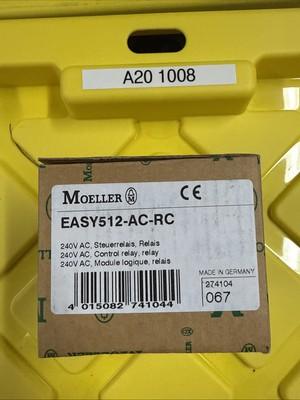 A20 1008
MOELLER
CE
EASY512-AC-RC
240V AC, Steuerrelais, Relais
240V AC, Control relay, relay
240V AC, Module logique, relais
MADE IN GERMANY
274104
067
4 015082 741044